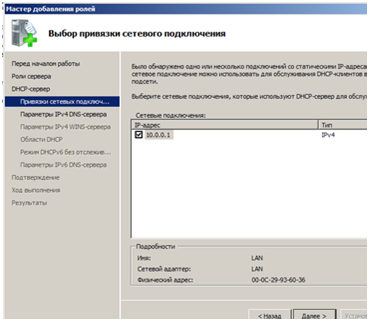 Мастер добавления ролей
Выбор привязки сетевого подключения
Перед началом работы
Роли сервера
DHCP-сервер
Привязки сетевых подключ...
Параметры IPv4 DNS-сервера
Параметры IPv4 WINS-сервера
Области DHCP
Режим DHCPv6 без отслежив...
Параметры IPv6 DNS-сервера
Подтверждение
Ход выполнения
Результаты
Было обнаружено одно или несколько подключений со статическими IP-адреса
сетевое подключение можно использовать для обслуживания DHCP-клиентов в
подсети.
Выберите сетевые подключения, которые использует DHCP-сервер для обслу
Сетевые подключения:
IP-адрес Тип
10.0.0.1 IPv4
Подробности
Имя: LAN
Сетевой адаптер: LAN
Физический адрес: 00-0C-29-93-60-36
< Назад Далее > Устано